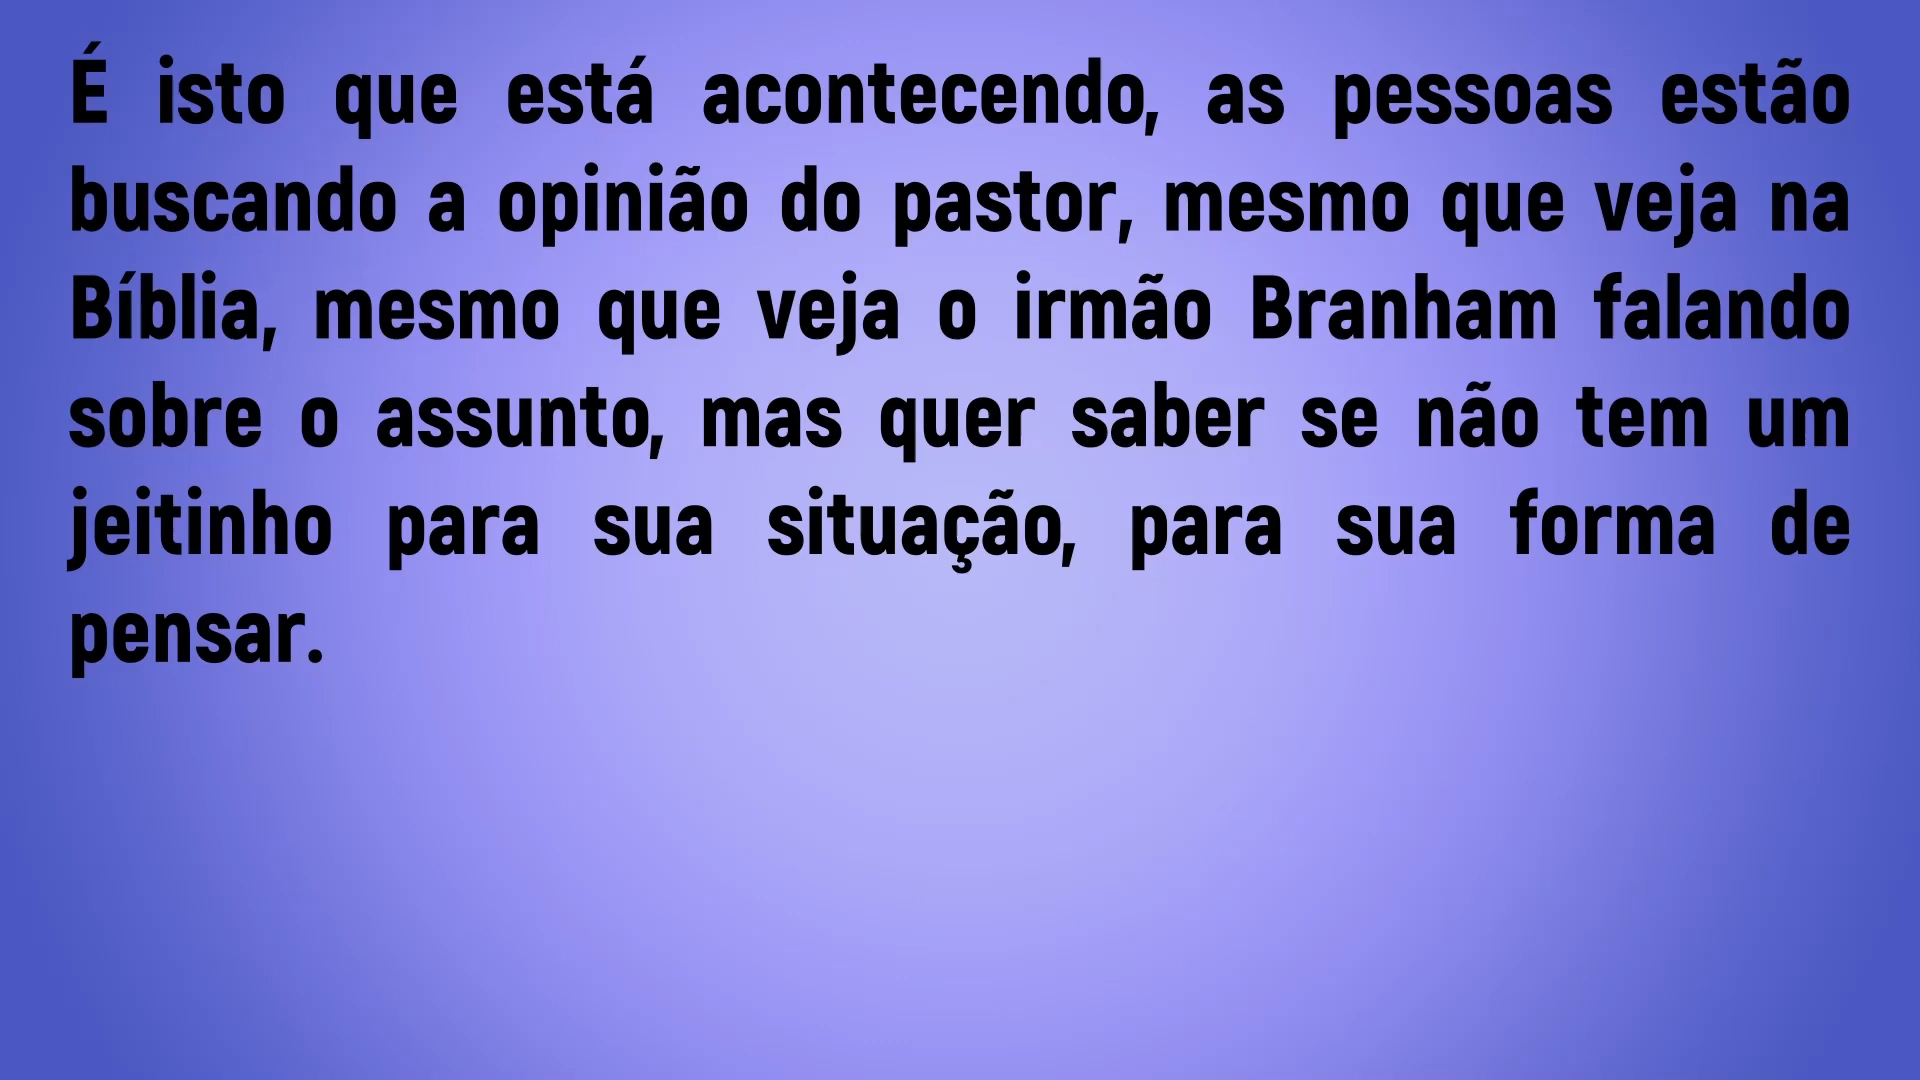 É isto que está acontecendo, as pessoas estão
buscando a opinião do pastor, mesmo que veja na
Bíblia, mesmo que veja o irmão Branham falando
sobre o assunto, mas quer saber se não tem um
jeitinho para sua situação, para sua forma de
pensar.